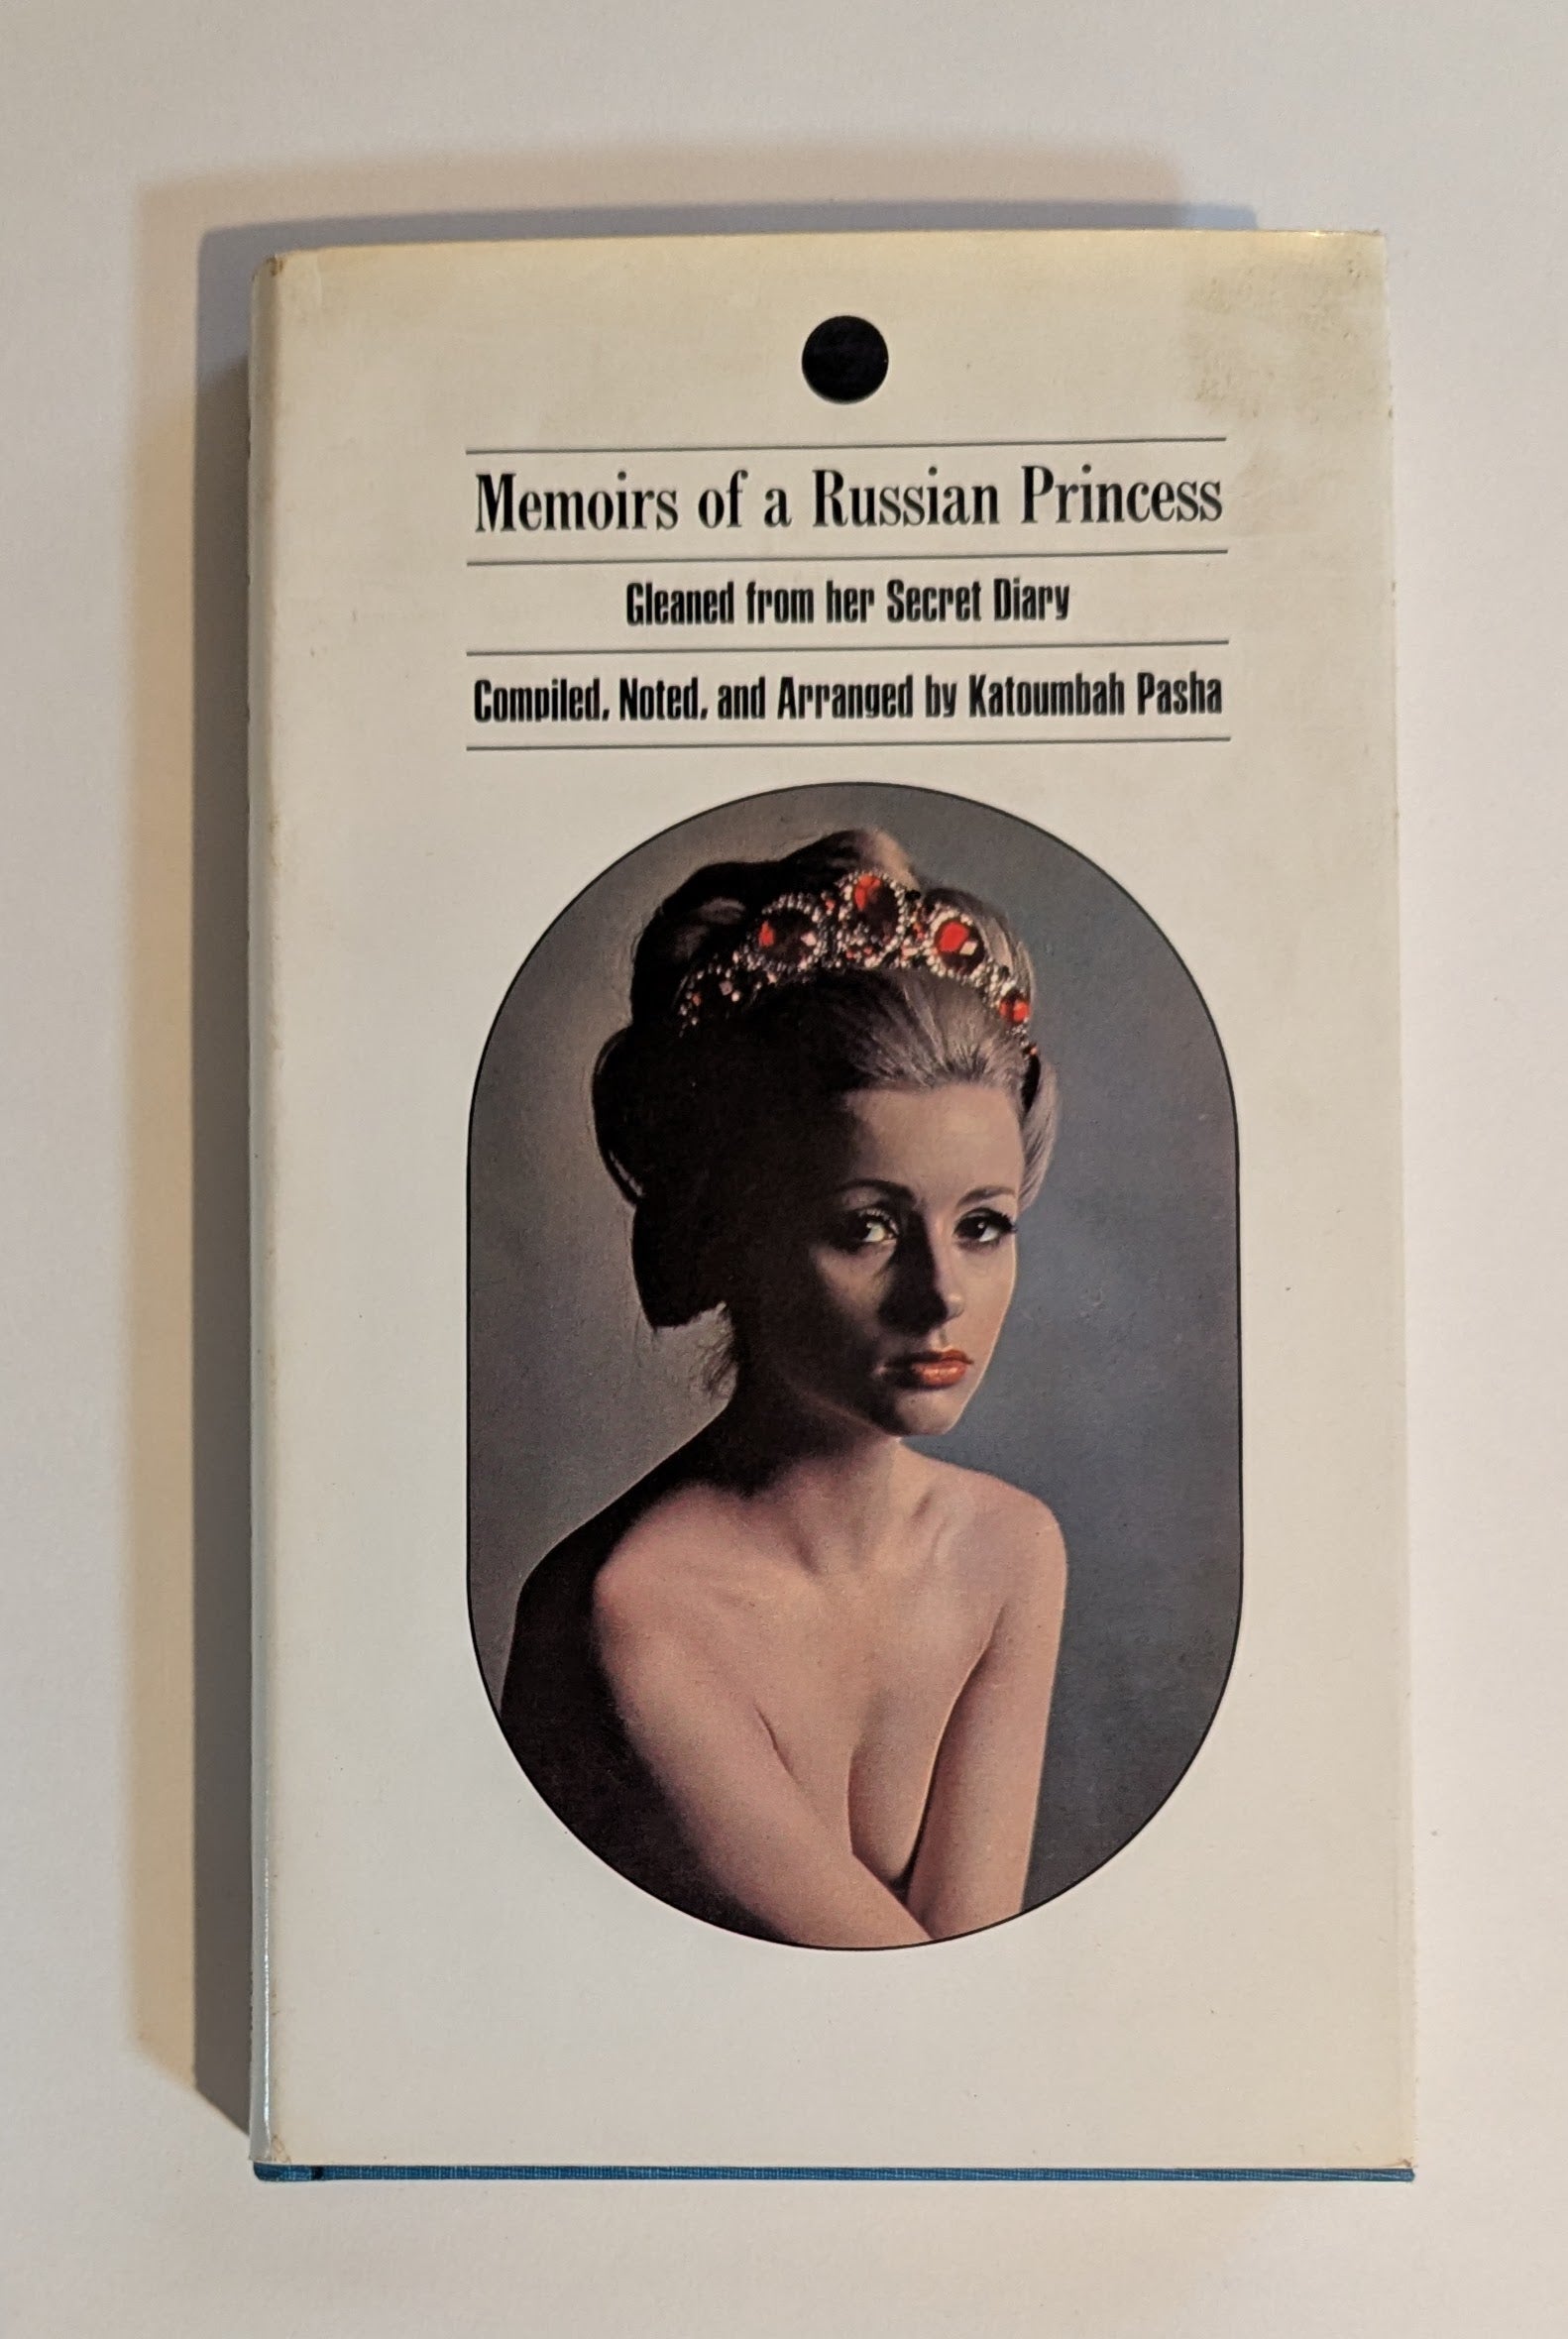 Memoirs of a Russian Princess
Gleaned from her Secret Diary
Compiled, Noted, and Arranged by Katoumbah Pasha